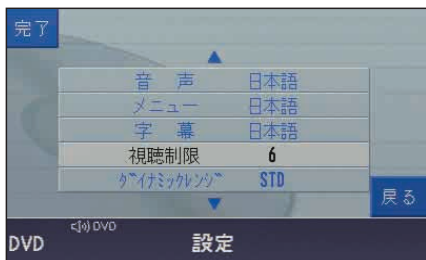 完了
音声 日本語
メニュー 日本語
字幕 日本語
視聴制限 6
ダイナミックレンジ STD
戻る
DVD
DVD 設定